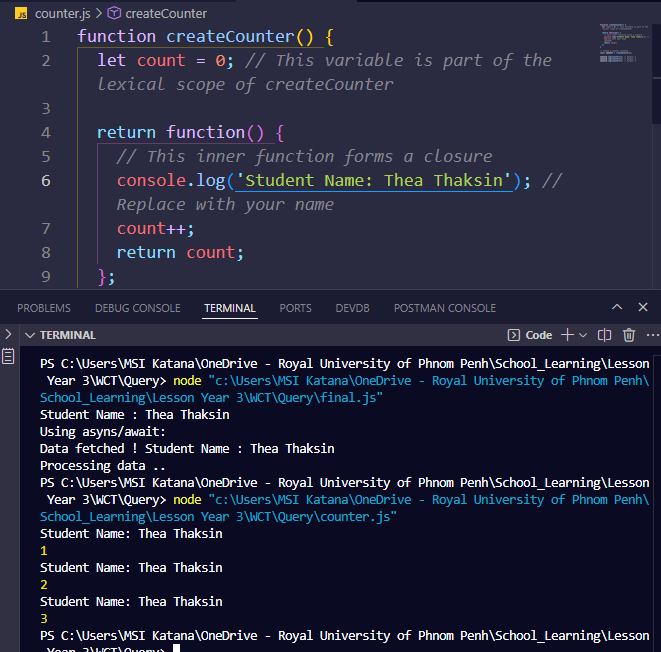 JS counter.js > createCounter
1 function createCounter() {
2 let count = 0; // This variable is part of the
lexical scope of createCounter
3
4 return function() {
5 // This inner function forms a closure
6 console.log('Student Name: Thea Thaksin'); //
Replace with your name
7 count++;
8 return count;
9 };
PROBLEMS DEBUG CONSOLE TERMINAL PORTS DEVDB POSTMAN CONSOLE
TERMINAL Code
PS C:\Users\MSI Katana\OneDrive - Royal University of Phnom Penh\School_Learning\Lesson
Year 3\WCT\Query> node "c:\Users\MSI Katana\OneDrive - Royal University of Phnom Penh\
School_Learning\Lesson Year 3\WCT\Query\final.js"
Student Name : Thea Thaksin
Using asyns/await:
Data fetched ! Student Name : Thea Thaksin
Processing data ..
PS C:\Users\MSI Katana\OneDrive - Royal University of Phnom Penh\School_Learning\Lesson
Year 3\WCT\Query> node "c:\Users\MSI Katana\OneDrive - Royal University of Phnom Penh\
School_Learning\Lesson Year 3\WCT\Query\counter.js"
Student Name: Thea Thaksin
1
Student Name: Thea Thaksin
2
Student Name: Thea Thaksin
3
PS C:\Users\MSI Katana\OneDrive - Royal University of Phnom Penh\School_Learning\Lesson
Year 3\WCT\Query>